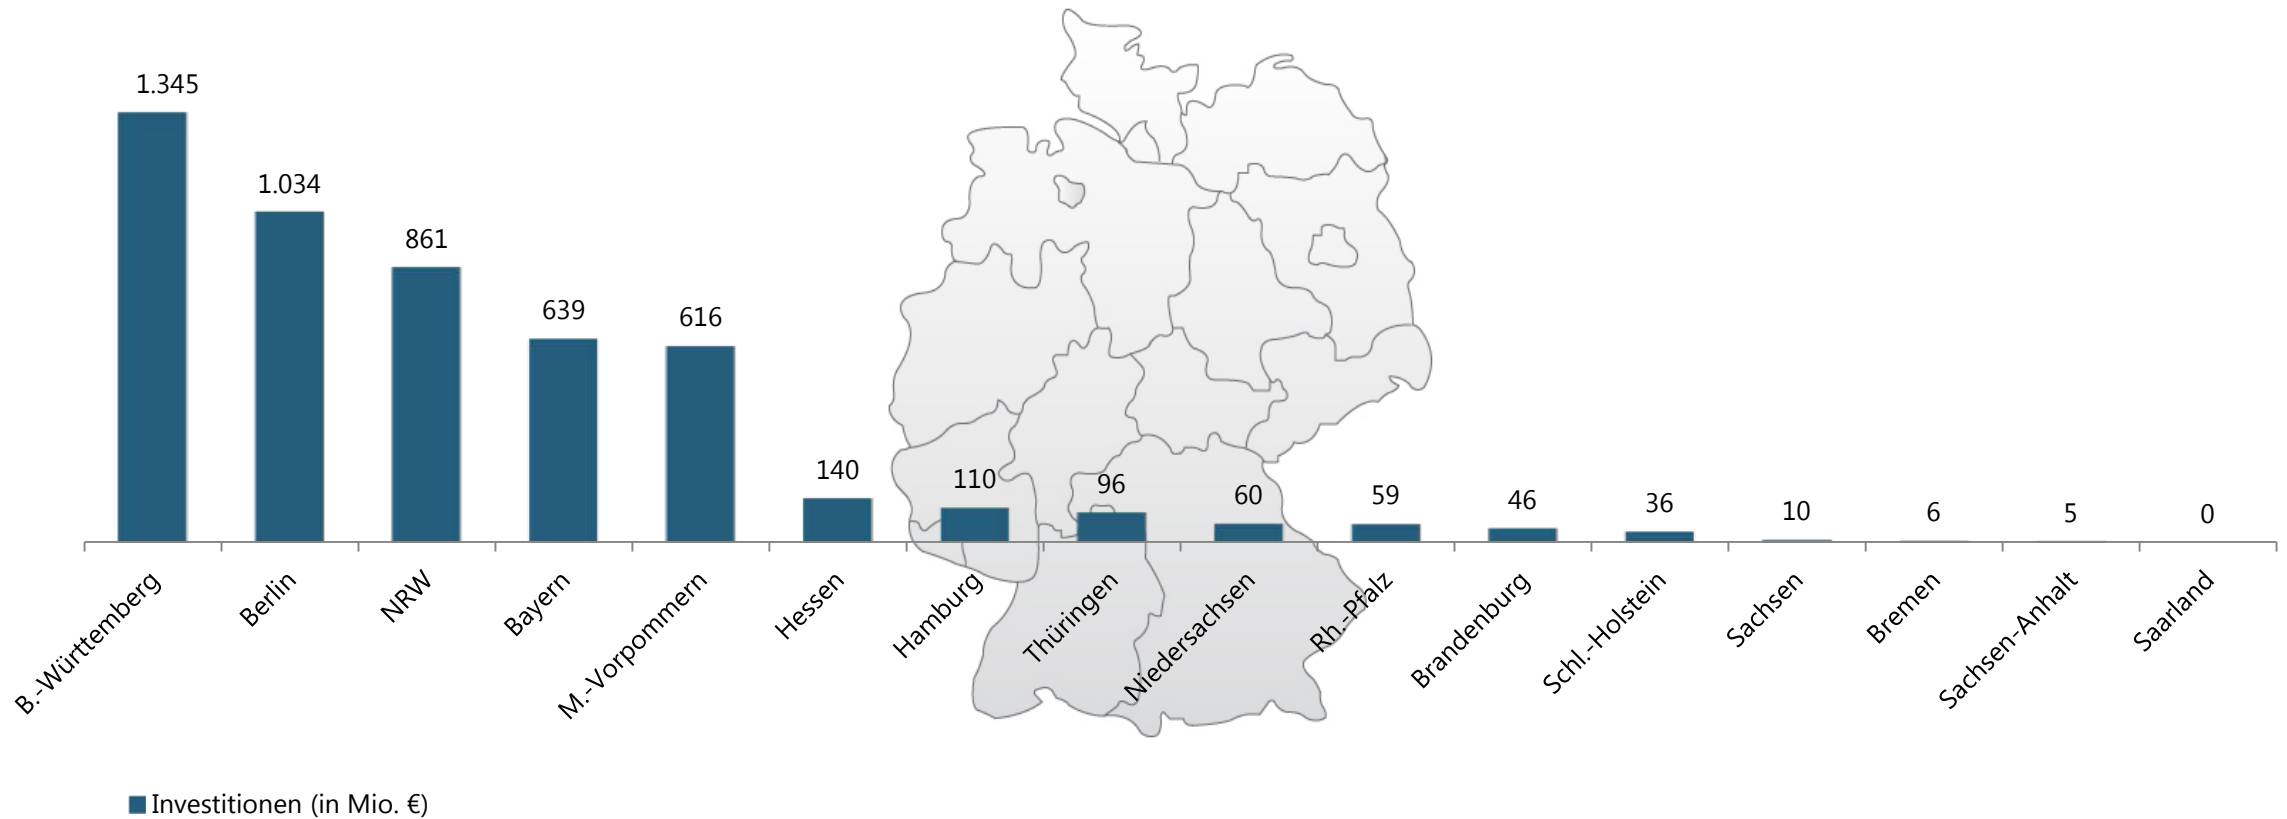 1.345
1.034
861
639
616
140
110
96
60
59
46
36
10
6
5
0
B.-Württemberg
Berlin
NRW
Bayern
M.-Vorpommern
Hessen
Hamburg
Thüringen
Niedersachsen
Rh.-Pfalz
Brandenburg
Schl.-Holstein
Sachsen
Bremen
Sachsen-Anhalt
Saarland
Investitionen (in Mio. €)